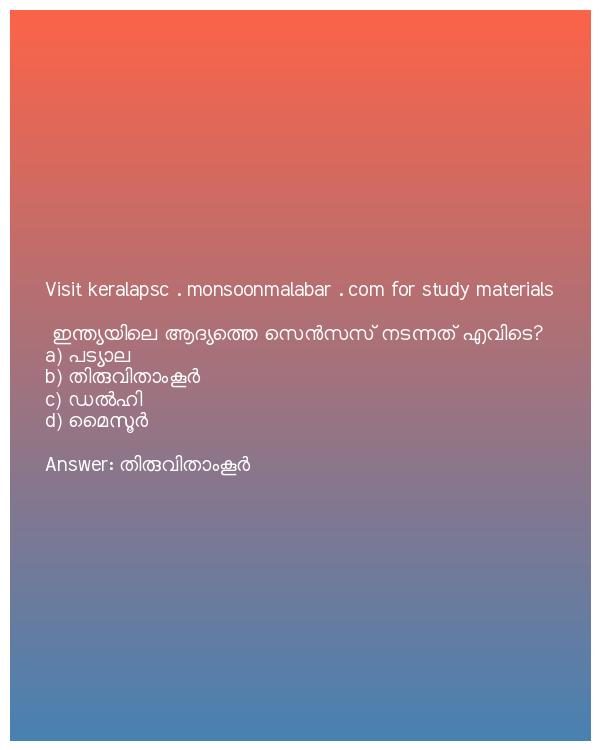 Visit keralapsc . monsoonmalabar . com for study materials
ഇന്ത്യയിലെ ആദ്യത്തെ സെൻസസ് നടന്നത് എവിടെ?
a) പട്യാല
b) തിരുവിതാംകൂർ
c) ഡൽഹി
d) മൈസൂർ
Answer: തിരുവിതാംകൂർ